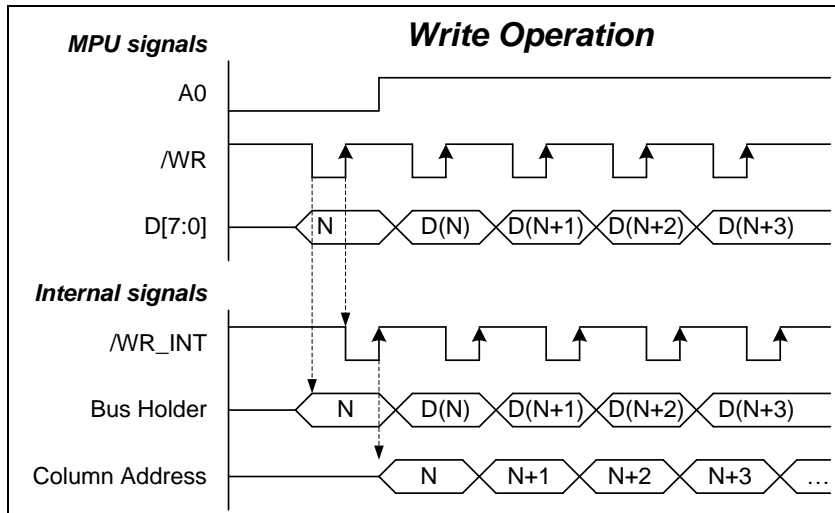 Write Operation
MPU signals
A0
/WR
D[7:0] N D(N) D(N+1) D(N+2) D(N+3)
Internal signals
/WR_INT
Bus Holder N D(N) D(N+1) D(N+2) D(N+3)
Column Address N N+1 N+2 N+3 ...